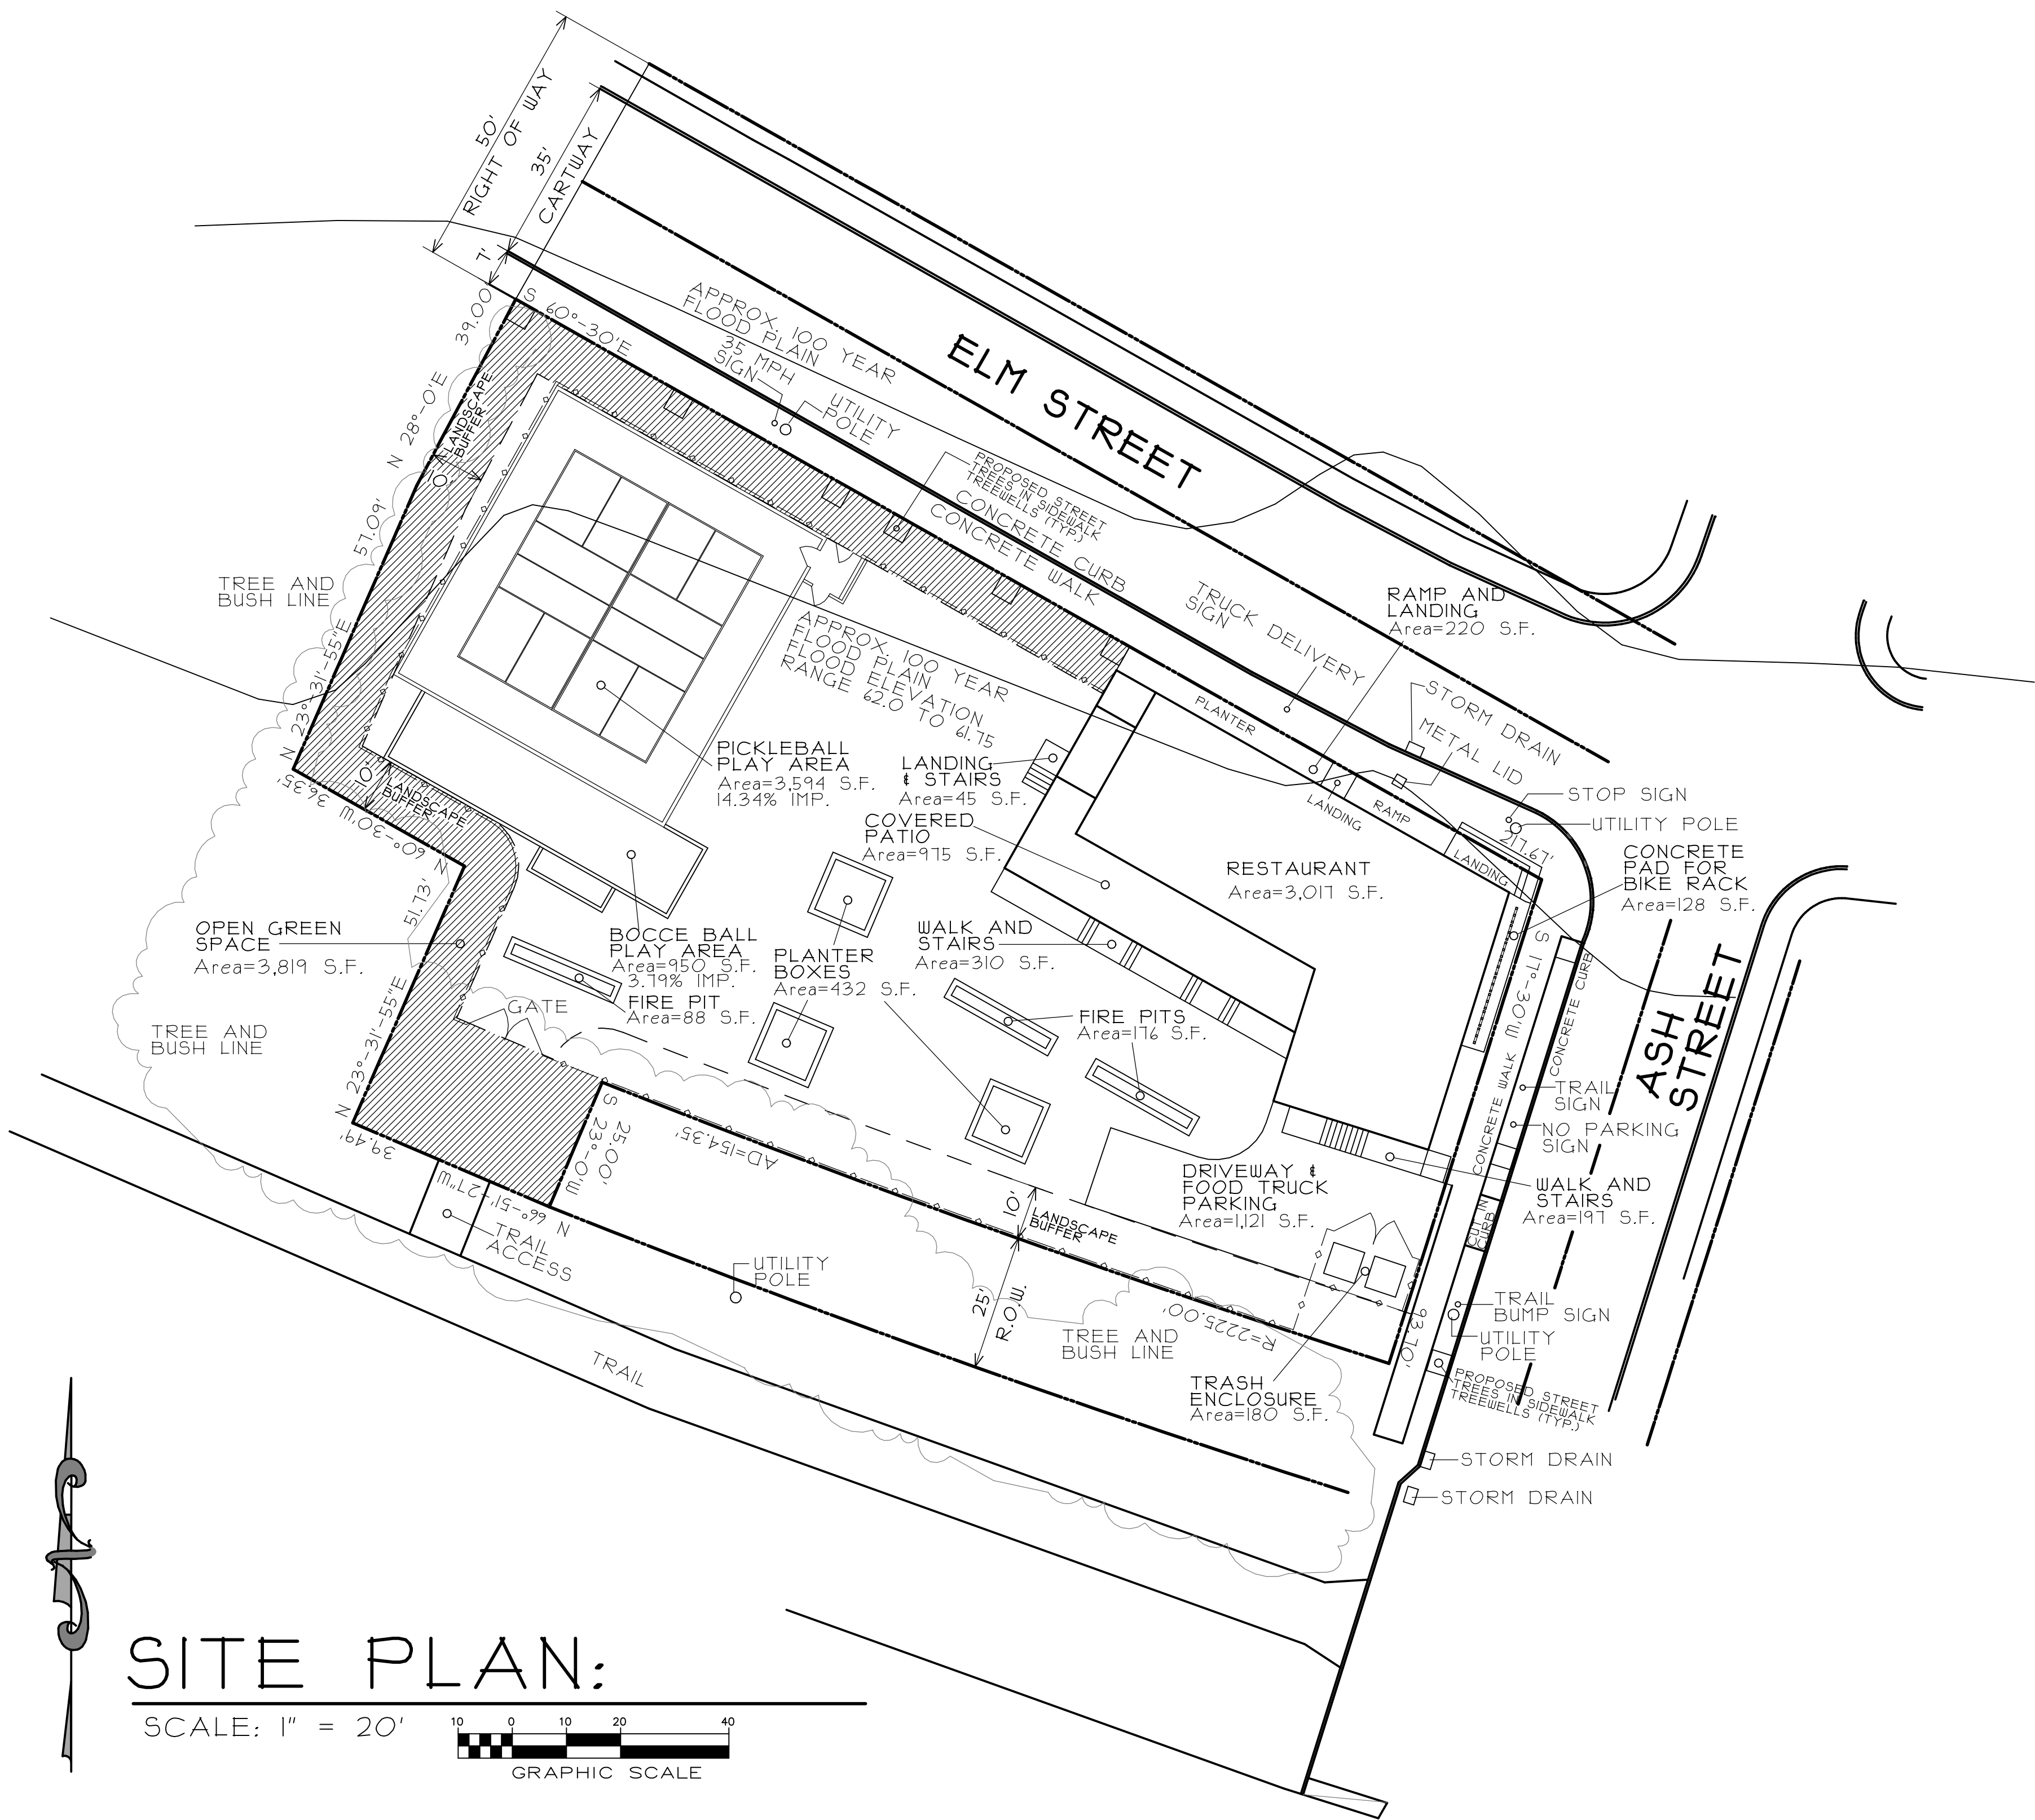 50'
RIGHT OF WAY
35'
CARTWAY
7'
39.00'
S 60°-30'E
N 28°-0'E
LANDSCAPE
BUFFER
57.09'
N 23°-31'-55"E
TREE AND
BUSH LINE
APPROX. 100 YEAR
FLOOD PLAIN
35 MPH
SIGN
UTILITY
POLE
ELM STREET
PROPOSED STREET
TREES IN SIDEWALK
TREEWELLS (TYP.)
CONCRETE CURB
CONCRETE WALK
TRUCK DELIVERY
SIGN
RAMP AND
LANDING
Area=220 S.F.
APPROX. 100 YEAR
FLOOD PLAIN
FLOOD ELEVATION
RANGE 62.0 TO 61.75
PLANTER
STORM DRAIN
METAL LID
LANDING
RAMP
LANDING
STOP SIGN
UTILITY POLE
217.67'
CONCRETE
PAD FOR
BIKE RACK
Area=128 S.F.
PICKLEBALL
PLAY AREA
Area=3,594 S.F.
14.34% IMP.
LANDING
& STAIRS
Area=45 S.F.
COVERED
PATIO
Area=975 S.F.
RESTAURANT
Area=3,017 S.F.
36.35'
N 60°-30'W
10'
LANDSCAPE
BUFFER
51.73'
OPEN GREEN
SPACE
Area=3,819 S.F.
BOCCE BALL
PLAY AREA
Area=950 S.F.
3.79% IMP.
PLANTER
BOXES
Area=432 S.F.
WALK AND
STAIRS
Area=310 S.F.
S 17°-30'W
CONCRETE CURB
CONCRETE WALK
ASH
STREET
FIRE PIT
Area=88 S.F.
GATE
FIRE PITS
Area=176 S.F.
TREE AND
BUSH LINE
N 23°-31'-55"E
TRAIL
SIGN
NO PARKING
SIGN
39.49'
N 66°-51'-27"W
S 23°-0'W
25.00'
AD=154.35'
DRIVEWAY &
FOOD TRUCK
PARKING
Area=1,121 S.F.
WALK AND
STAIRS
Area=197 S.F.
CUT IN
CURB
10'
LANDSCAPE
BUFFER
TRAIL
ACCESS
UTILITY
POLE
25'
R.O.W.
R=2225.00'
TREE AND
BUSH LINE
93.70'
TRAIL
BUMP SIGN
UTILITY
POLE
TRAIL
TRASH
ENCLOSURE
Area=180 S.F.
PROPOSED STREET
TREES IN SIDEWALK
TREEWELLS (TYP.)
STORM DRAIN
STORM DRAIN
SITE PLAN:
SCALE: 1" = 20'
10 0 10 20 40
GRAPHIC SCALE